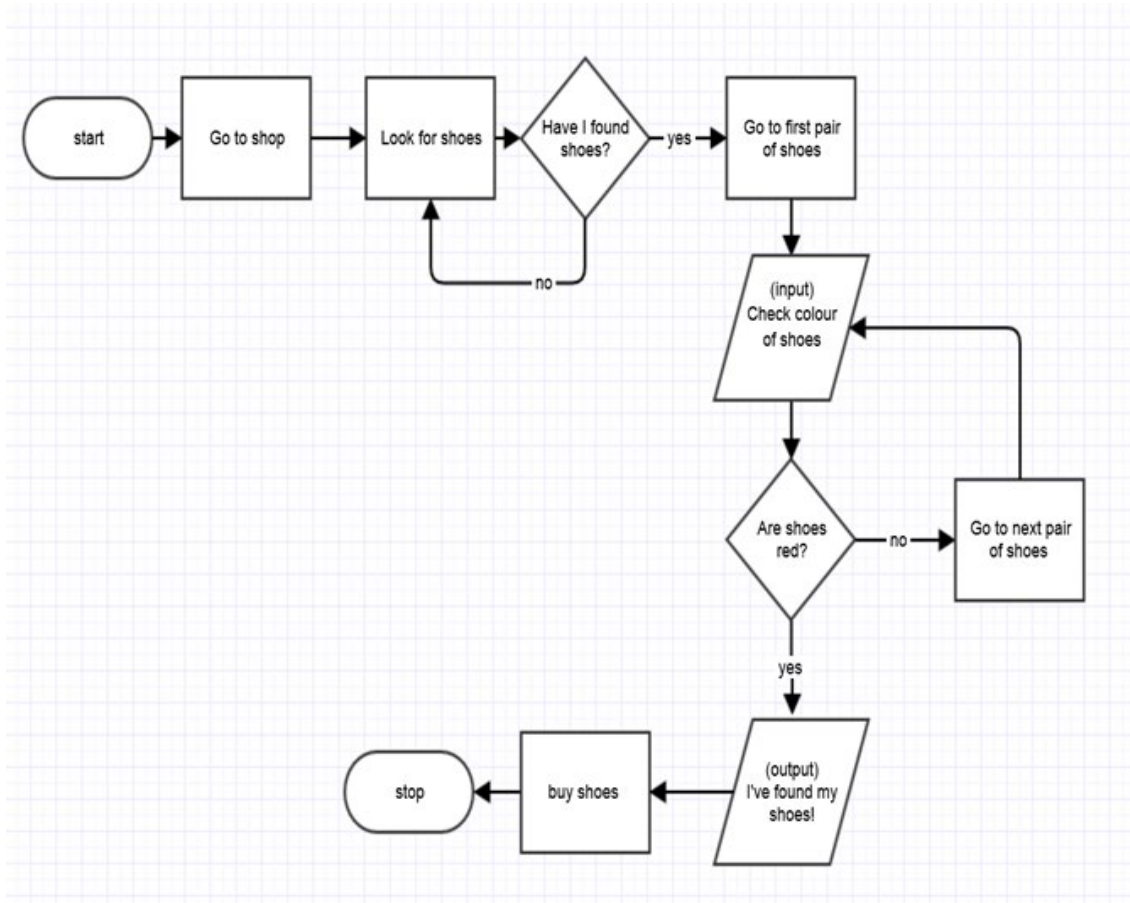 start
Go to shop
Look for shoes
Have I found
shoes?
yes
Go to first pair
of shoes
no
(input)
Check colour
of shoes
Are shoes
red?
no
Go to next pair
of shoes
yes
(output)
I've found my
shoes!
buy shoes
stop